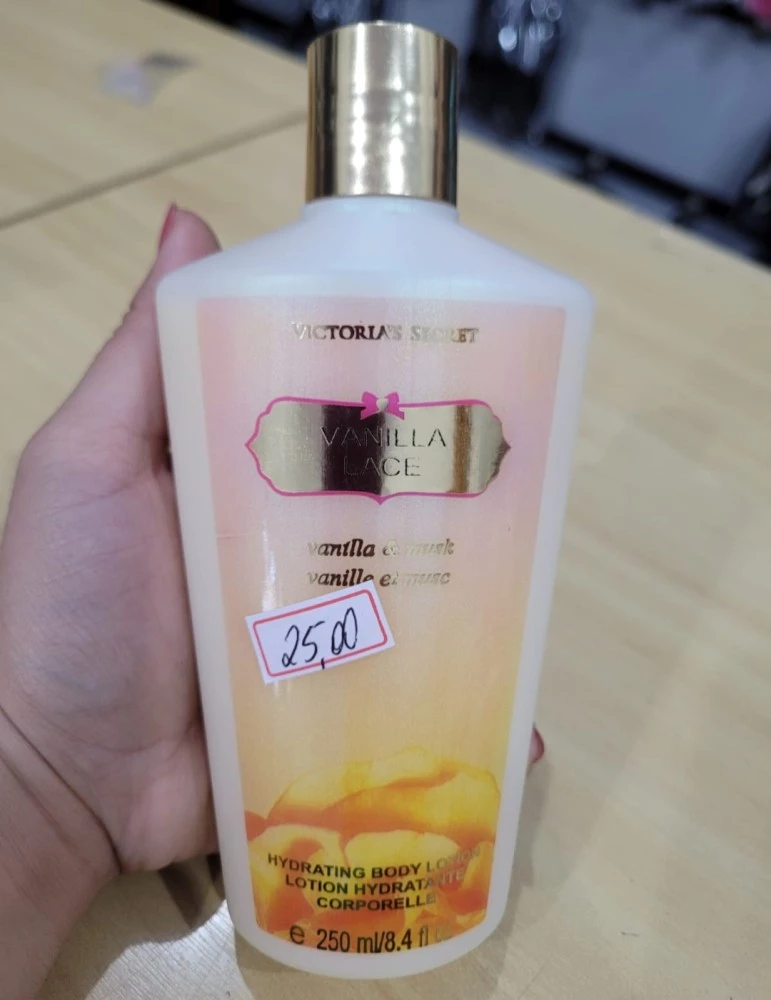 VICTORIA'S SECRET
VANILLA
LACE
vanilla & musk
vanille et musc
25,00
HYDRATING BODY LOTION
LOTION HYDRATANTE
CORPORELLE
e 250 ml/8.4 fl